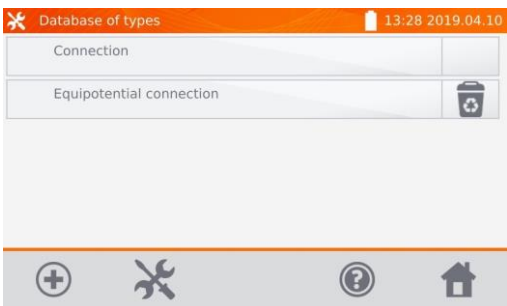 Database of types 13:28 2019.04.10
Connection
Equipotential connection